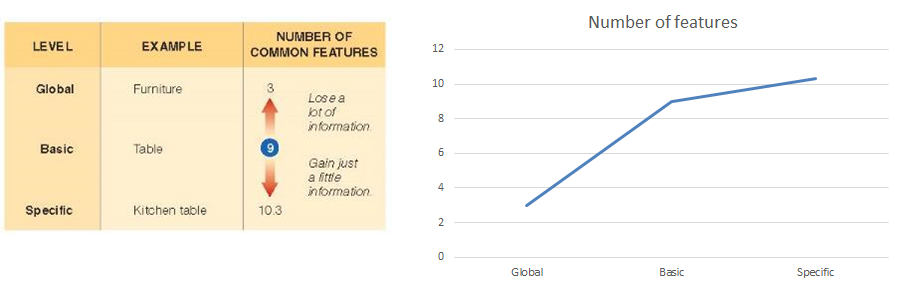 LEVEL
EXAMPLE
NUMBER OF
COMMON FEATURES
Global
Furniture
3
Lose a
lot of
information.
Basic
Table
9
Gain just
a little
information.
Specific
Kitchen table
10.3
Number of features
12
10
8
6
4
2
0
Global
Basic
Specific